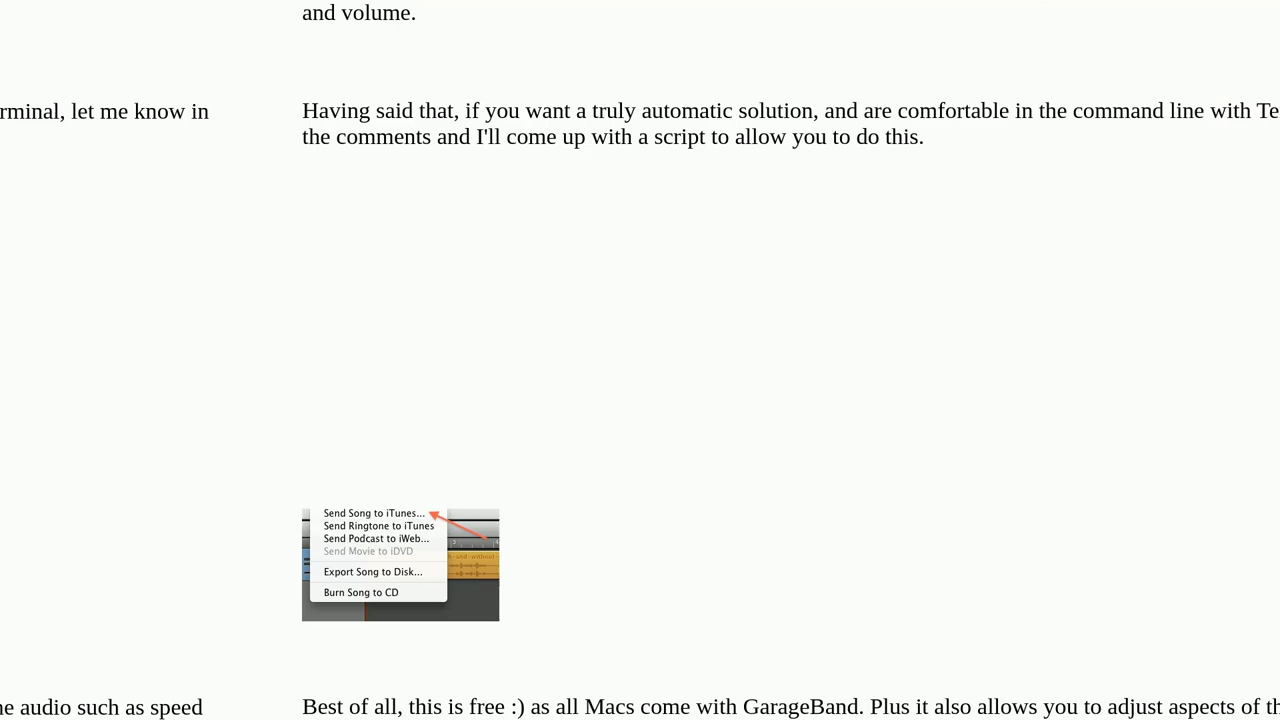 and volume.
rminal, let me know in
Having said that, if you want a truly automatic solution, and are comfortable in the command line with Te
the comments and I'll come up with a script to allow you to do this.
Send Song to iTunes...
Send Ringtone to iTunes
Send Podcast to iWeb...
Send Movie to iDVD
Export Song to Disk...
Burn Song to CD
ne audio such as speed
Best of all, this is free :) as all Macs come with GarageBand. Plus it also allows you to adjust aspects of th